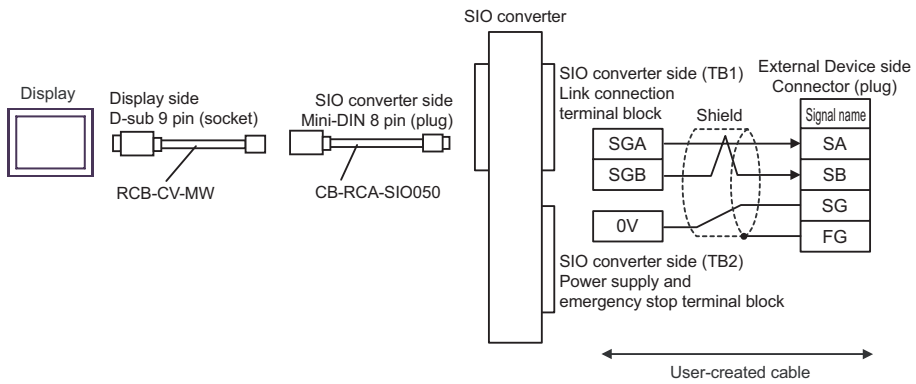 SIO converter
Display
Display side
D-sub 9 pin (socket)
RCB-CV-MW
SIO converter side
Mini-DIN 8 pin (plug)
CB-RCA-SIO050
SIO converter side (TB1)
Link connection
terminal block
Shield
External Device side
Connector (plug)
Signal name
SGA
SA
SGB
SB
SG
0V
FG
SIO converter side (TB2)
Power supply and
emergency stop terminal block
User-created cable